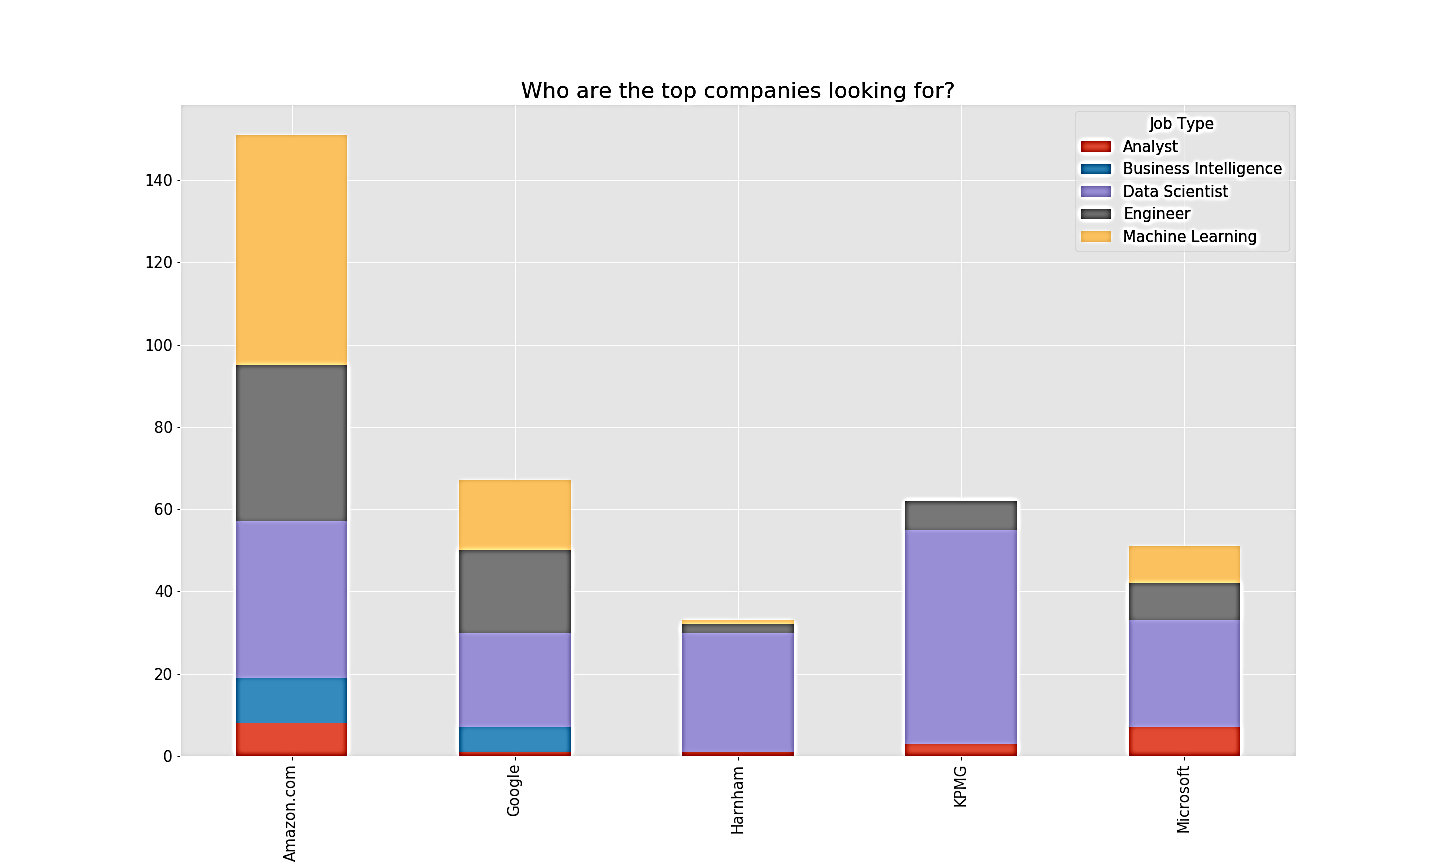 Who are the top companies looking for?
Job Type
Analyst
Business Intelligence
Data Scientist
Engineer
Machine Learning
140
120
100
80
60
40
20
0
Amazon.com
Google
Harnham
KPMG
Microsoft